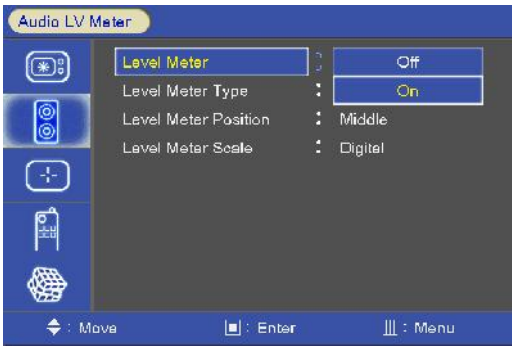 Audio LV Meter
Level Meter : Off
Level Meter Type : On
Level Meter Position : Middle
Level Meter Scale : Digital
: Move : Enter : Menu